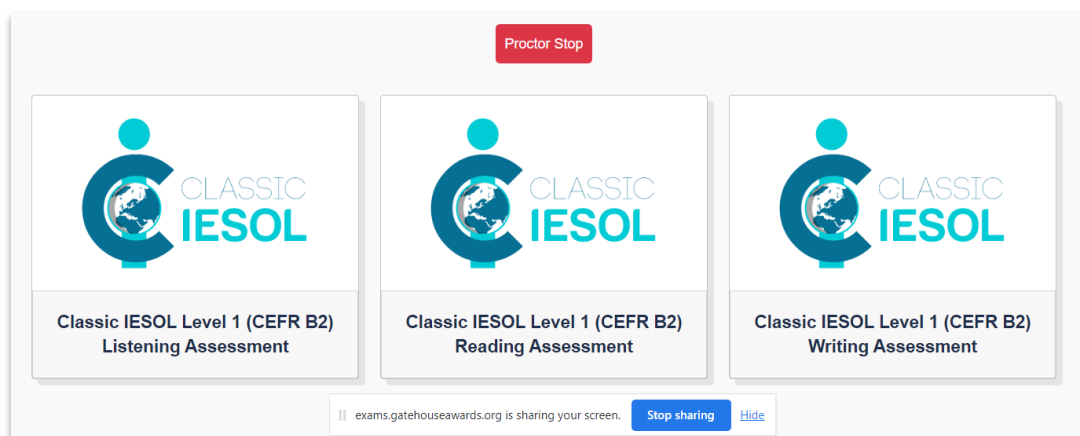 Proctor Stop
CLASSIC
IESOL
Classic IESOL Level 1 (CEFR B2)
Listening Assessment
CLASSIC
IESOL
Classic IESOL Level 1 (CEFR B2)
Reading Assessment
CLASSIC
IESOL
Classic IESOL Level 1 (CEFR B2)
Writing Assessment
exams.gatehouseawards.org is sharing your screen. Stop sharing Hide